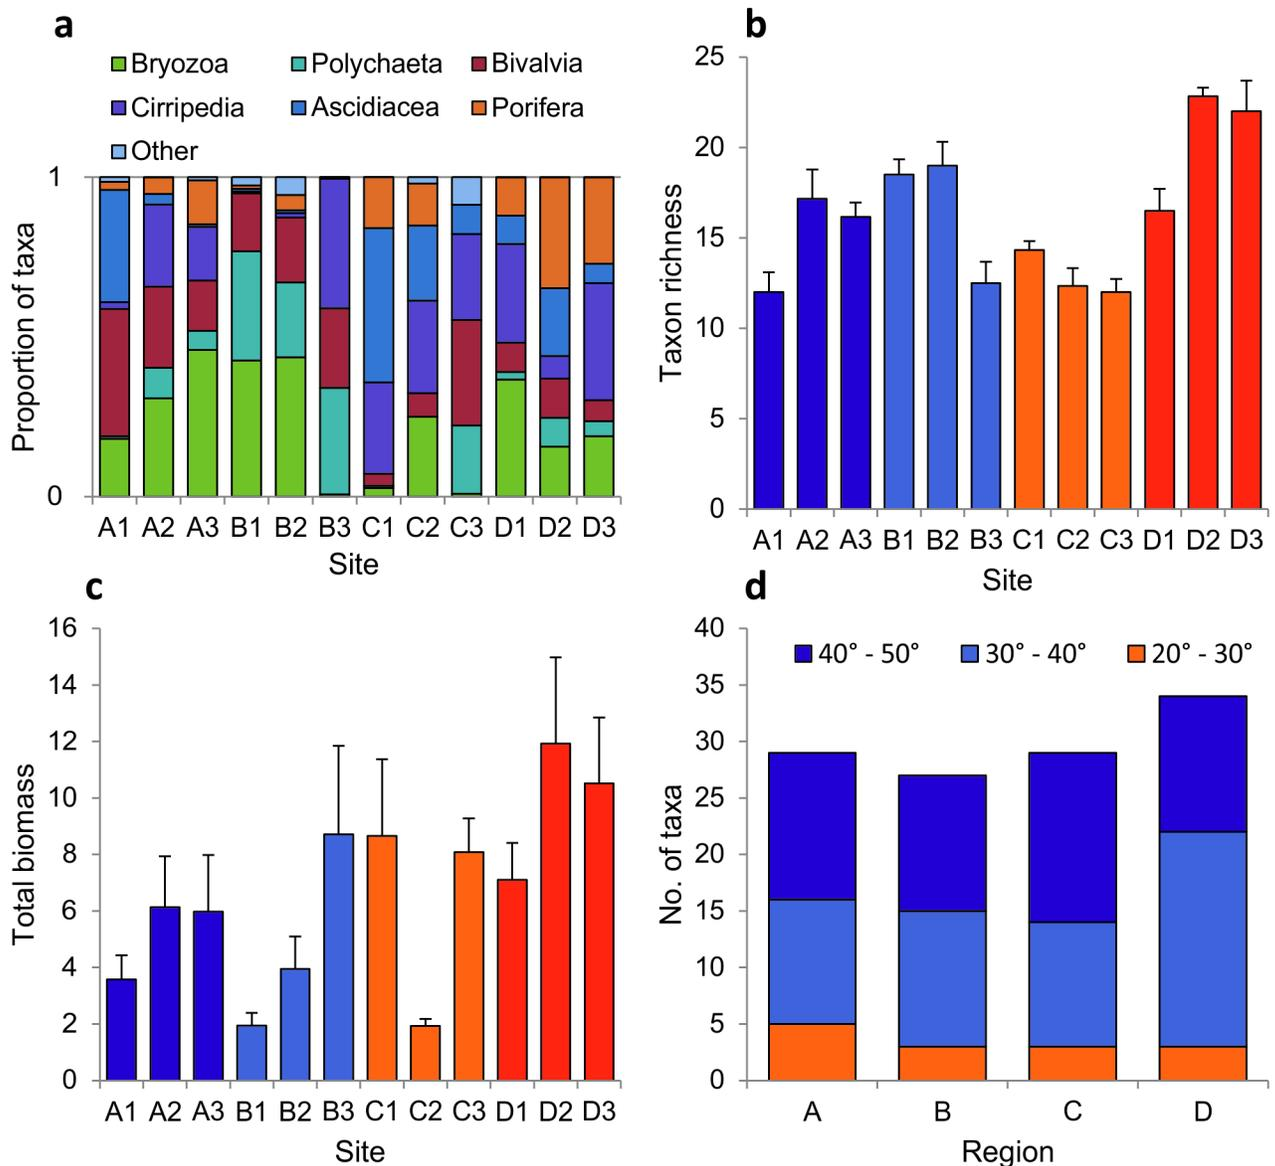 a
Bryozoa Polychaeta Bivalvia
Cirripedia Ascidiacea Porifera
Other
Proportion of taxa
1
0
A1 A2 A3 B1 B2 B3 C1 C2 C3 D1 D2 D3
Site
b
Taxon richness
25
20
15
10
5
0
A1 A2 A3 B1 B2 B3 C1 C2 C3 D1 D2 D3
Site
c
Total biomass
16
14
12
10
8
6
4
2
0
A1 A2 A3 B1 B2 B3 C1 C2 C3 D1 D2 D3
Site
d
40° - 50° 30° - 40° 20° - 30°
No. of taxa
40
35
30
25
20
15
10
5
0
A B C D
Region